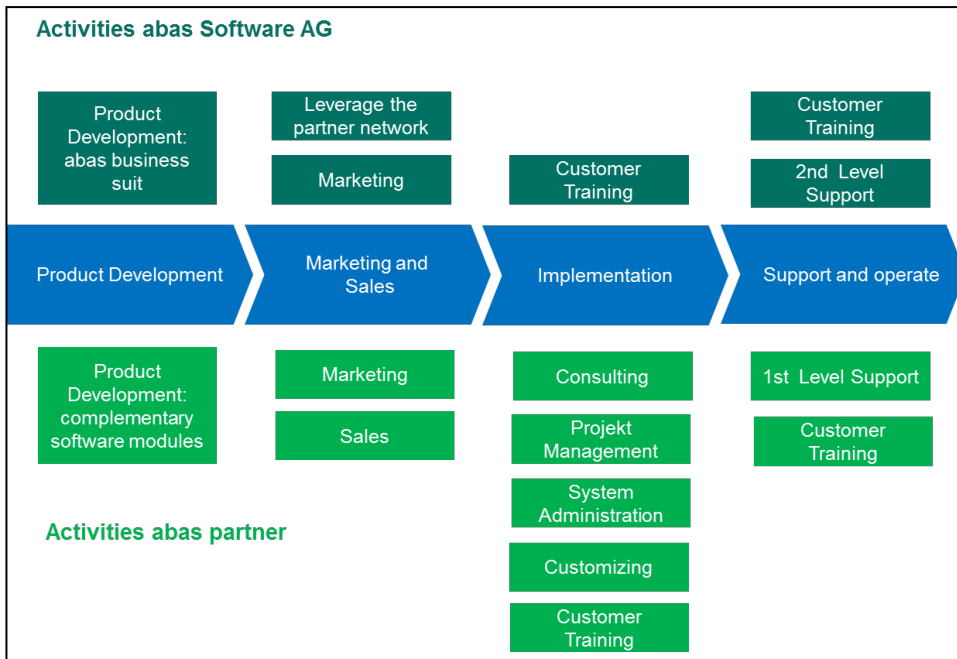 Activities abas Software AG
Product
Development:
abas business
suit
Leverage the
partner network
Marketing
Customer
Training
Customer
Training
2nd Level
Support
Product Development
Marketing and
Sales
Implementation
Support and operate
Product
Development:
complementary
software modules
Marketing
Sales
Consulting
Projekt
Management
System
Administration
Customizing
Customer
Training
1st Level Support
Customer
Training
Activities abas partner